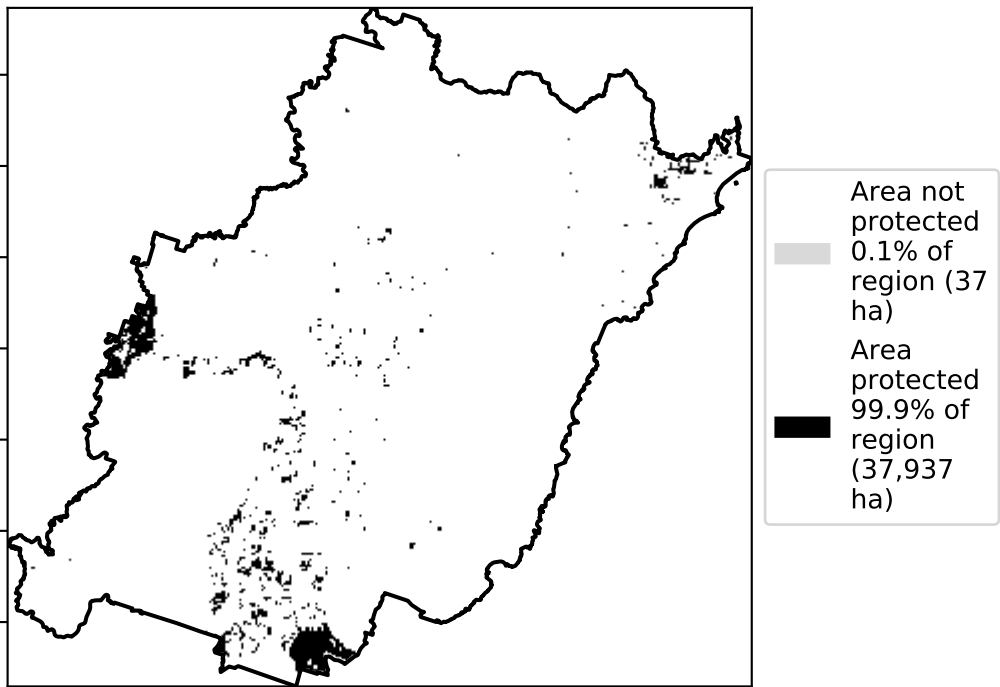 Area not
protected
0.1% of
region (37
ha)
Area
protected
99.9% of
region
(37,937
ha)